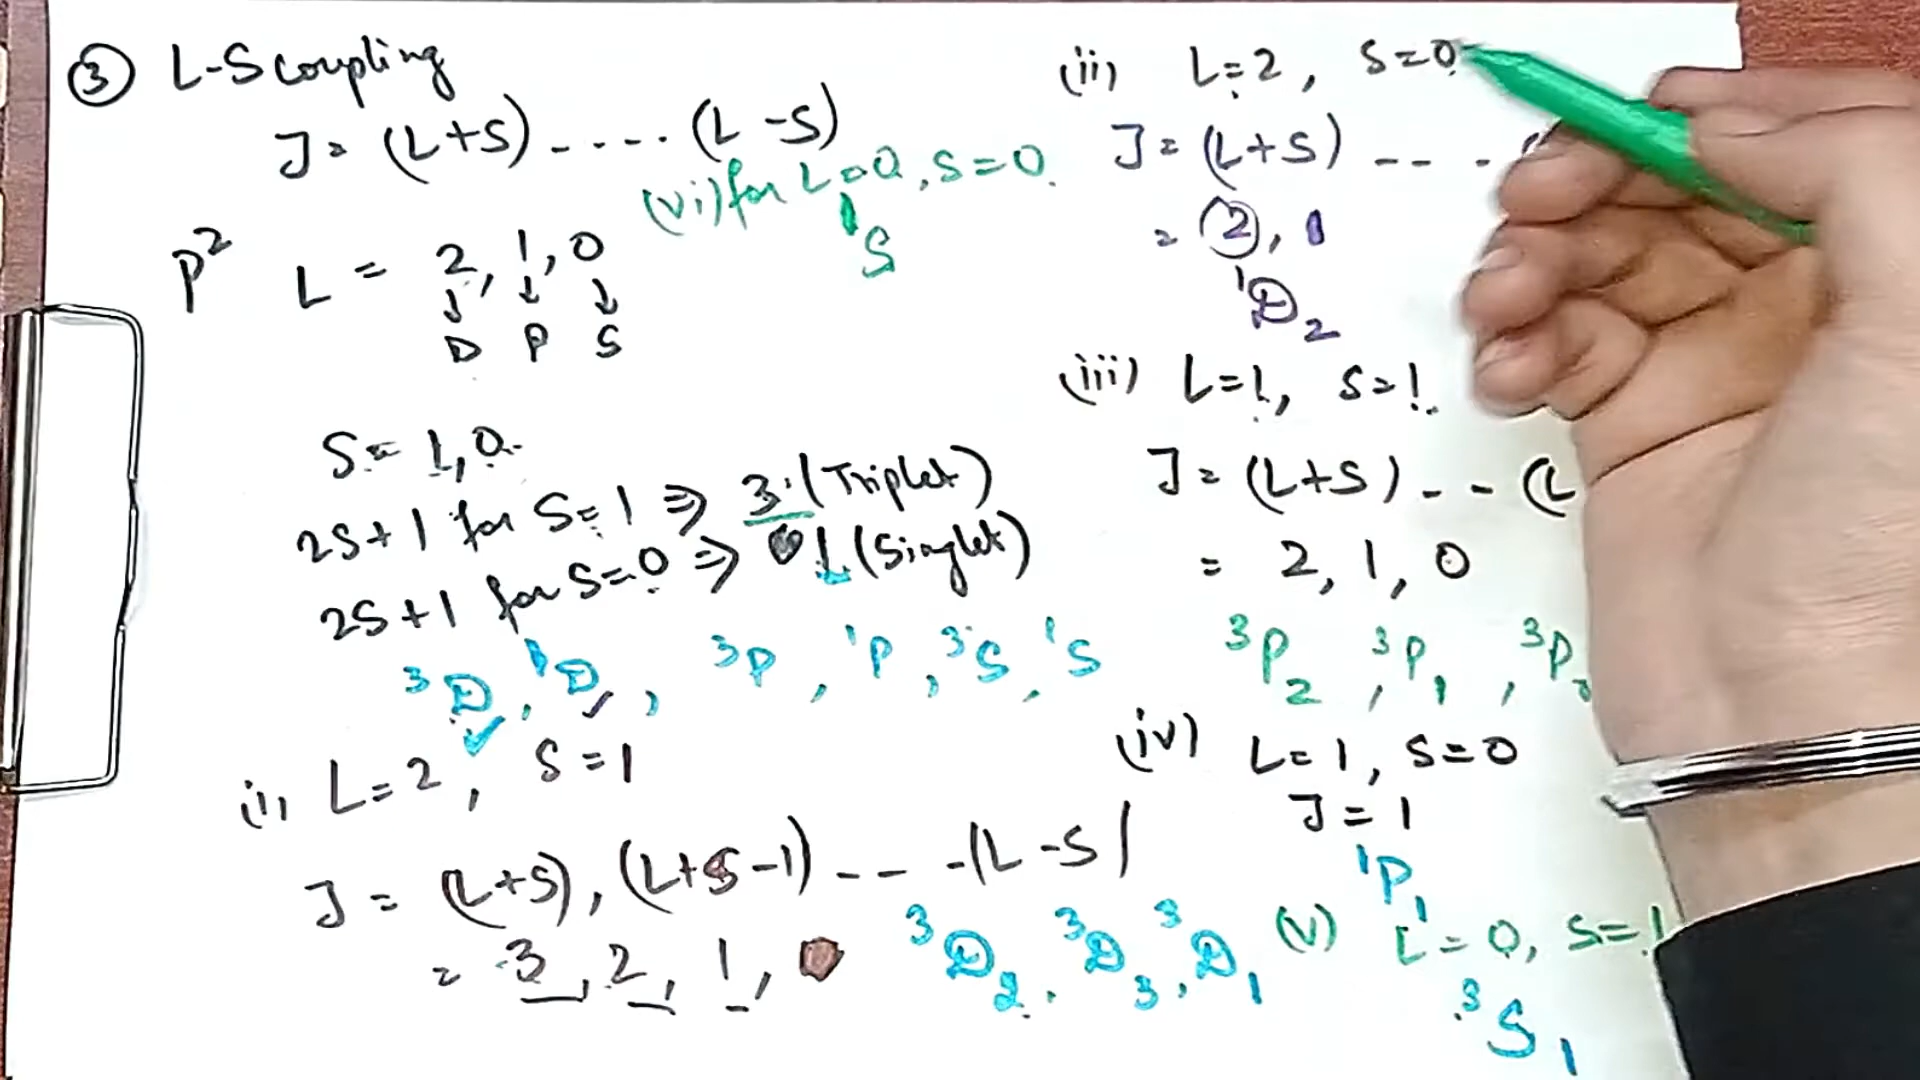 ③ L-S coupling
J = (L+S) ----. (L-S)
(vi) for L=0, S=0.
¹S
P² L = 2, 1, 0
↓ ↓ ↓
D P S
S = 1, 0.
2S+1 for S=1 ⇒ 3 (Triplet)
2S+1 for S=0 ⇒ 1 (Singlet)
³D, ¹D, ³P, ¹P, ³S, ¹S
(i) L=2, S=1
J = (L+S), (L+S-1) --- -|L-S|
= 3, 2, 1,
³D₂, ³D₃, ³D₁
(ii) L=2, S=0
J = (L+S) -- -
= 2, 1
¹D₂
(iii) L=1, S=1.
J = (L+S) -- (L
= 2, 1, 0
³P₂, ³P₁, ³P
(iv) L=1, S=0
J = 1
¹P₁
(v) L=0, S=1
³S₁